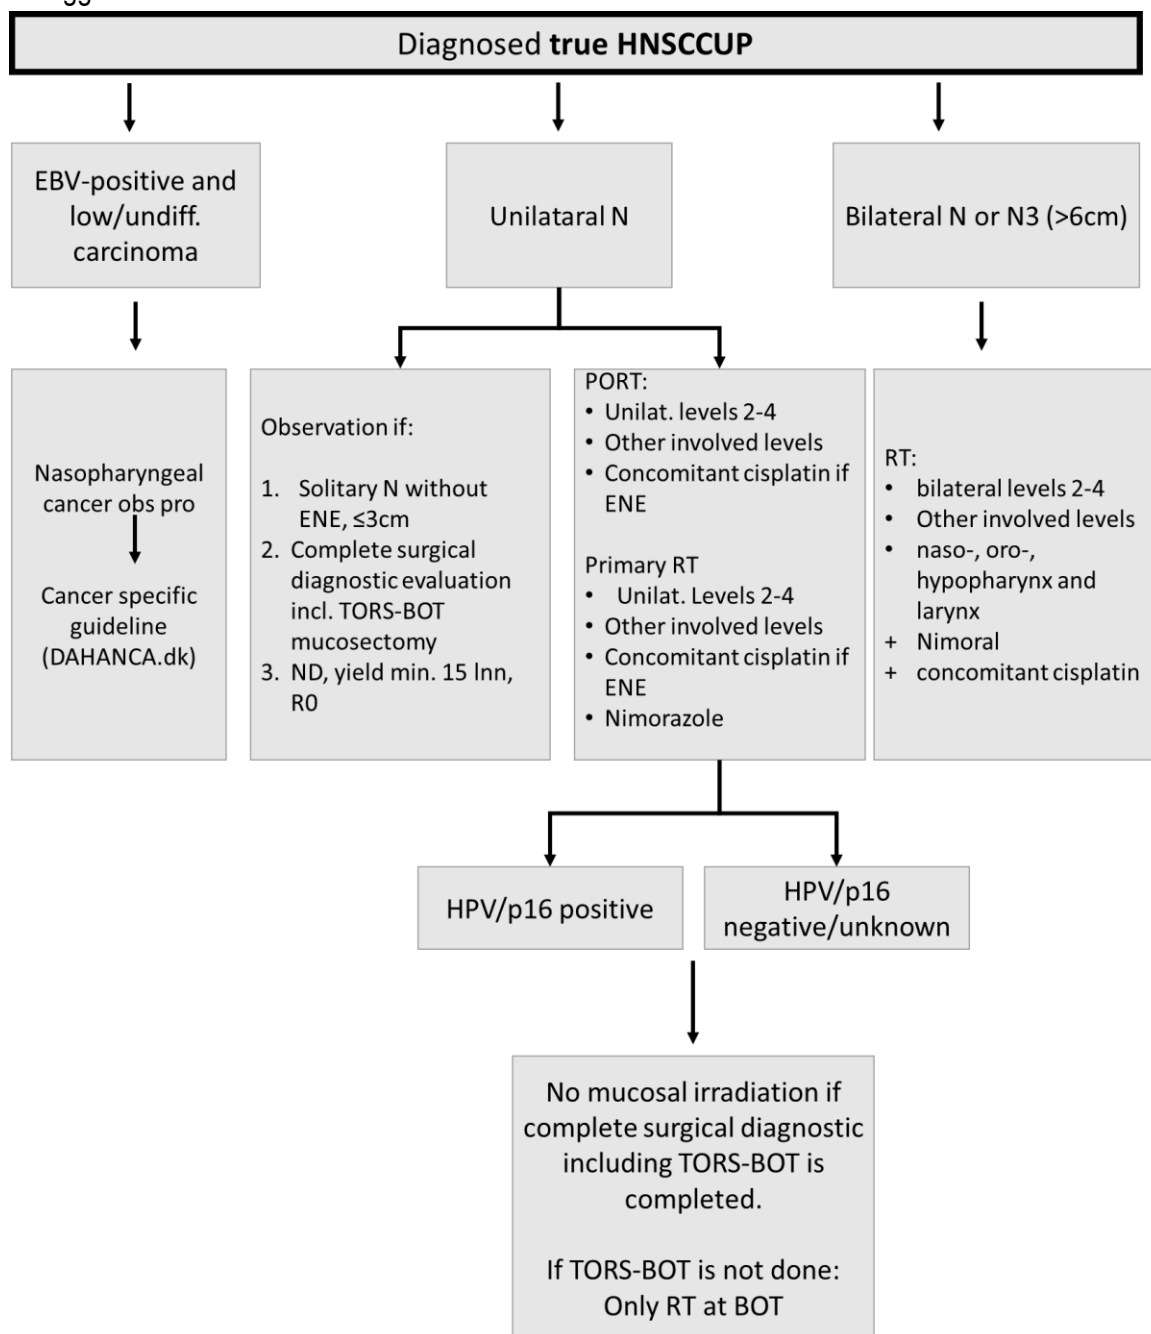 Diagnosed true HNSCCUP
EBV-positive and
low/undiff.
carcinoma
Unilataral N
Bilateral N or N3 (>6cm)
Nasopharyngeal
cancer obs pro
Cancer specific
guideline
(DAHANCA.dk)
Observation if:
1. Solitary N without
ENE, ≤3cm
2. Complete surgical
diagnostic evaluation
incl. TORS-BOT
mucosectomy
3. ND, yield min. 15 lnn,
R0
PORT:
• Unilat. levels 2-4
• Other involved levels
• Concomitant cisplatin if
ENE
Primary RT
• Unilat. Levels 2-4
• Other involved levels
• Concomitant cisplatin if
ENE
• Nimorazole
RT:
• bilateral levels 2-4
• Other involved levels
• naso-, oro-,
hypopharynx and
larynx
+ Nimoral
+ concomitant cisplatin
HPV/p16 positive
HPV/p16
negative/unknown
No mucosal irradiation if
complete surgical diagnostic
including TORS-BOT is
completed.
If TORS-BOT is not done:
Only RT at BOT